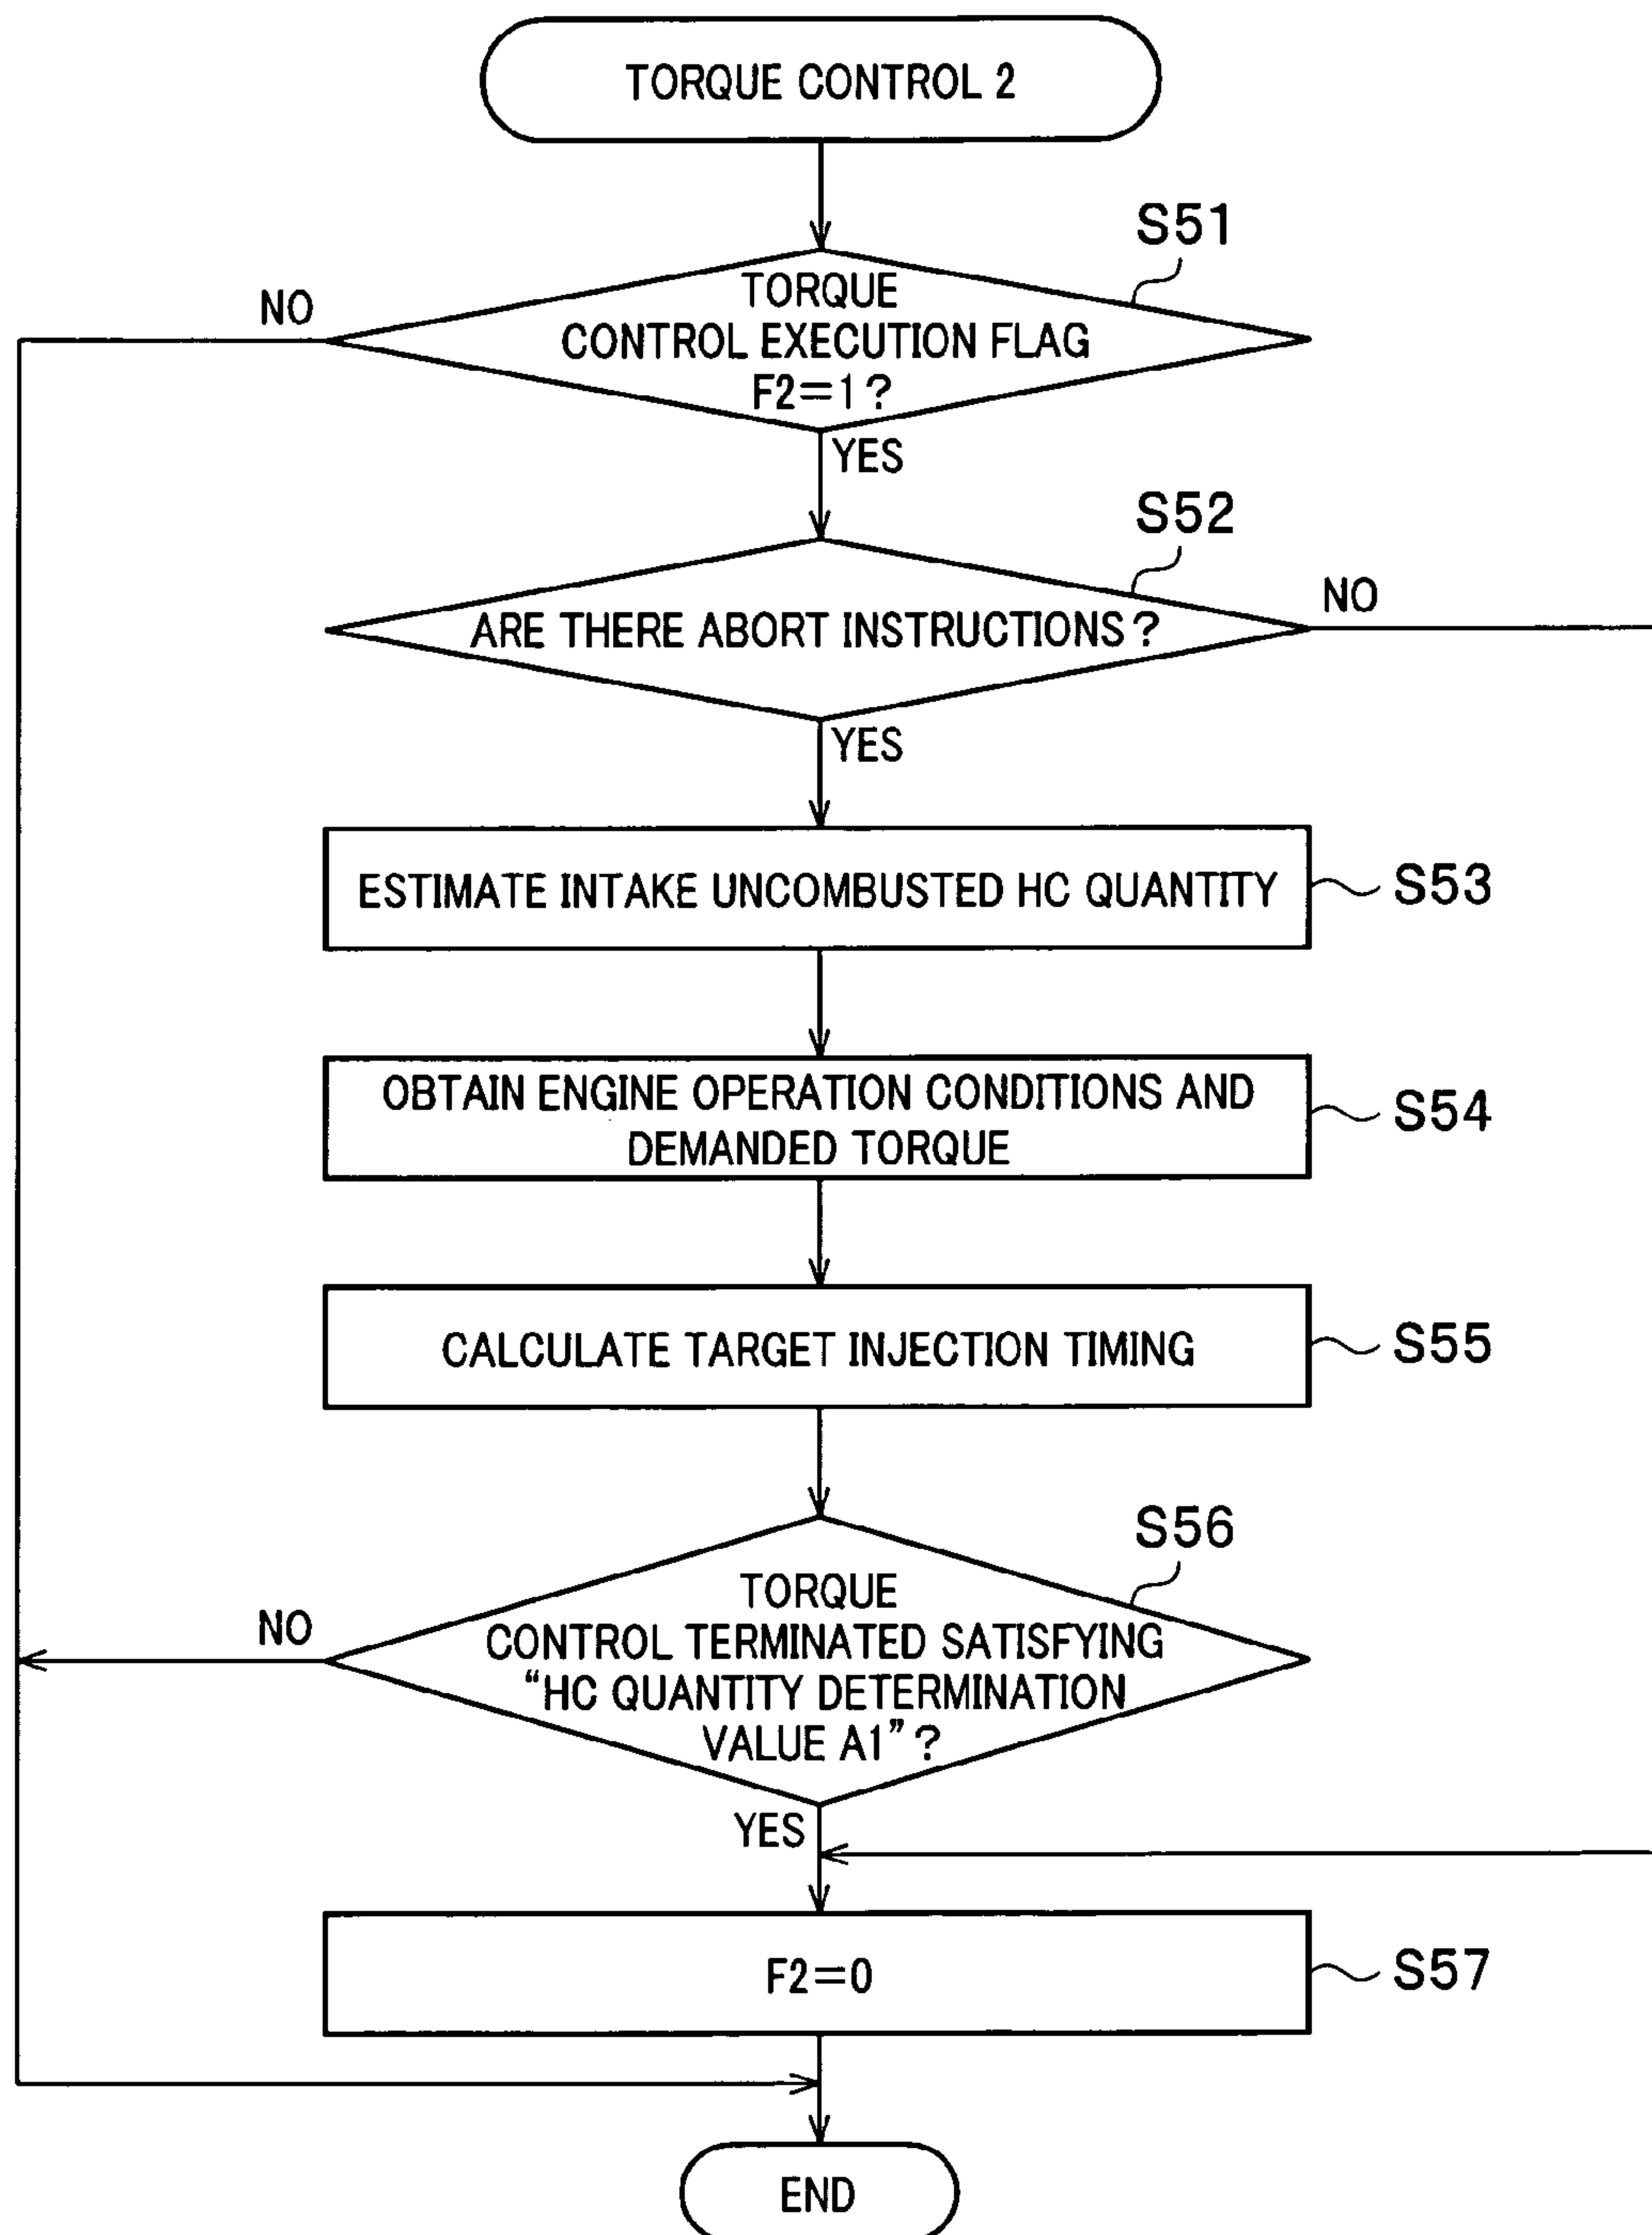 TORQUE CONTROL 2
S51
TORQUE
CONTROL EXECUTION FLAG
F2=1?
NO
YES
S52
ARE THERE ABORT INSTRUCTIONS?
NO
YES
ESTIMATE INTAKE UNCOMBUSTED HC QUANTITY
S53
OBTAIN ENGINE OPERATION CONDITIONS AND
DEMANDED TORQUE
S54
CALCULATE TARGET INJECTION TIMING
S55
S56
TORQUE
CONTROL TERMINATED SATISFYING
“HC QUANTITY DETERMINATION
VALUE A1”?
NO
YES
F2=0
S57
END